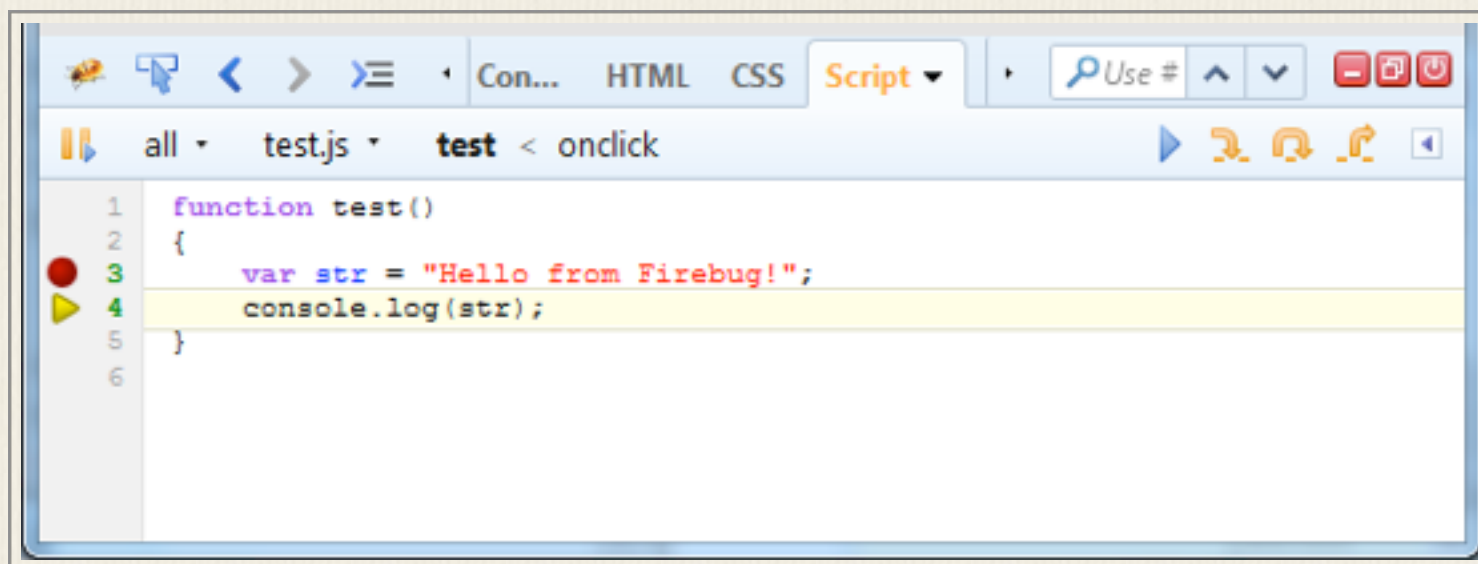 Con... HTML CSS Script Use #
all test.js test < onclick
1 function test()
2 {
3 var str = "Hello from Firebug!";
4 console.log(str);
5 }
6